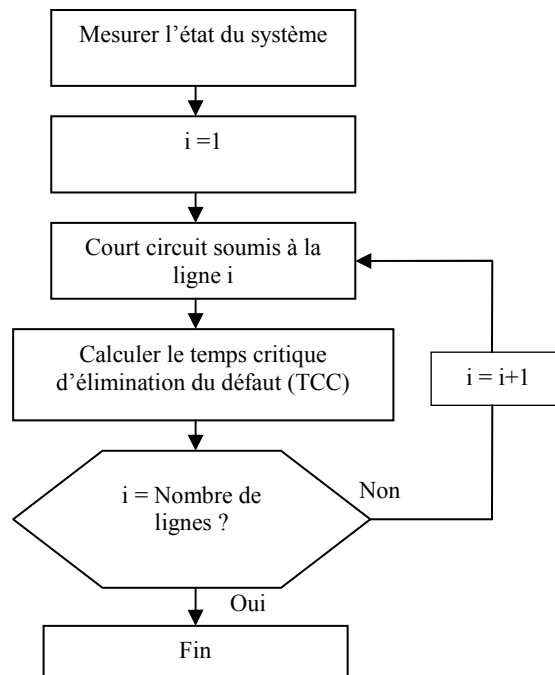 Mesurer l’état du système
i =1
Court circuit soumis à la
ligne i
Calculer le temps critique
d’élimination du défaut (TCC)
i = i+1
i = Nombre de
lignes ?
Non
Oui
Fin